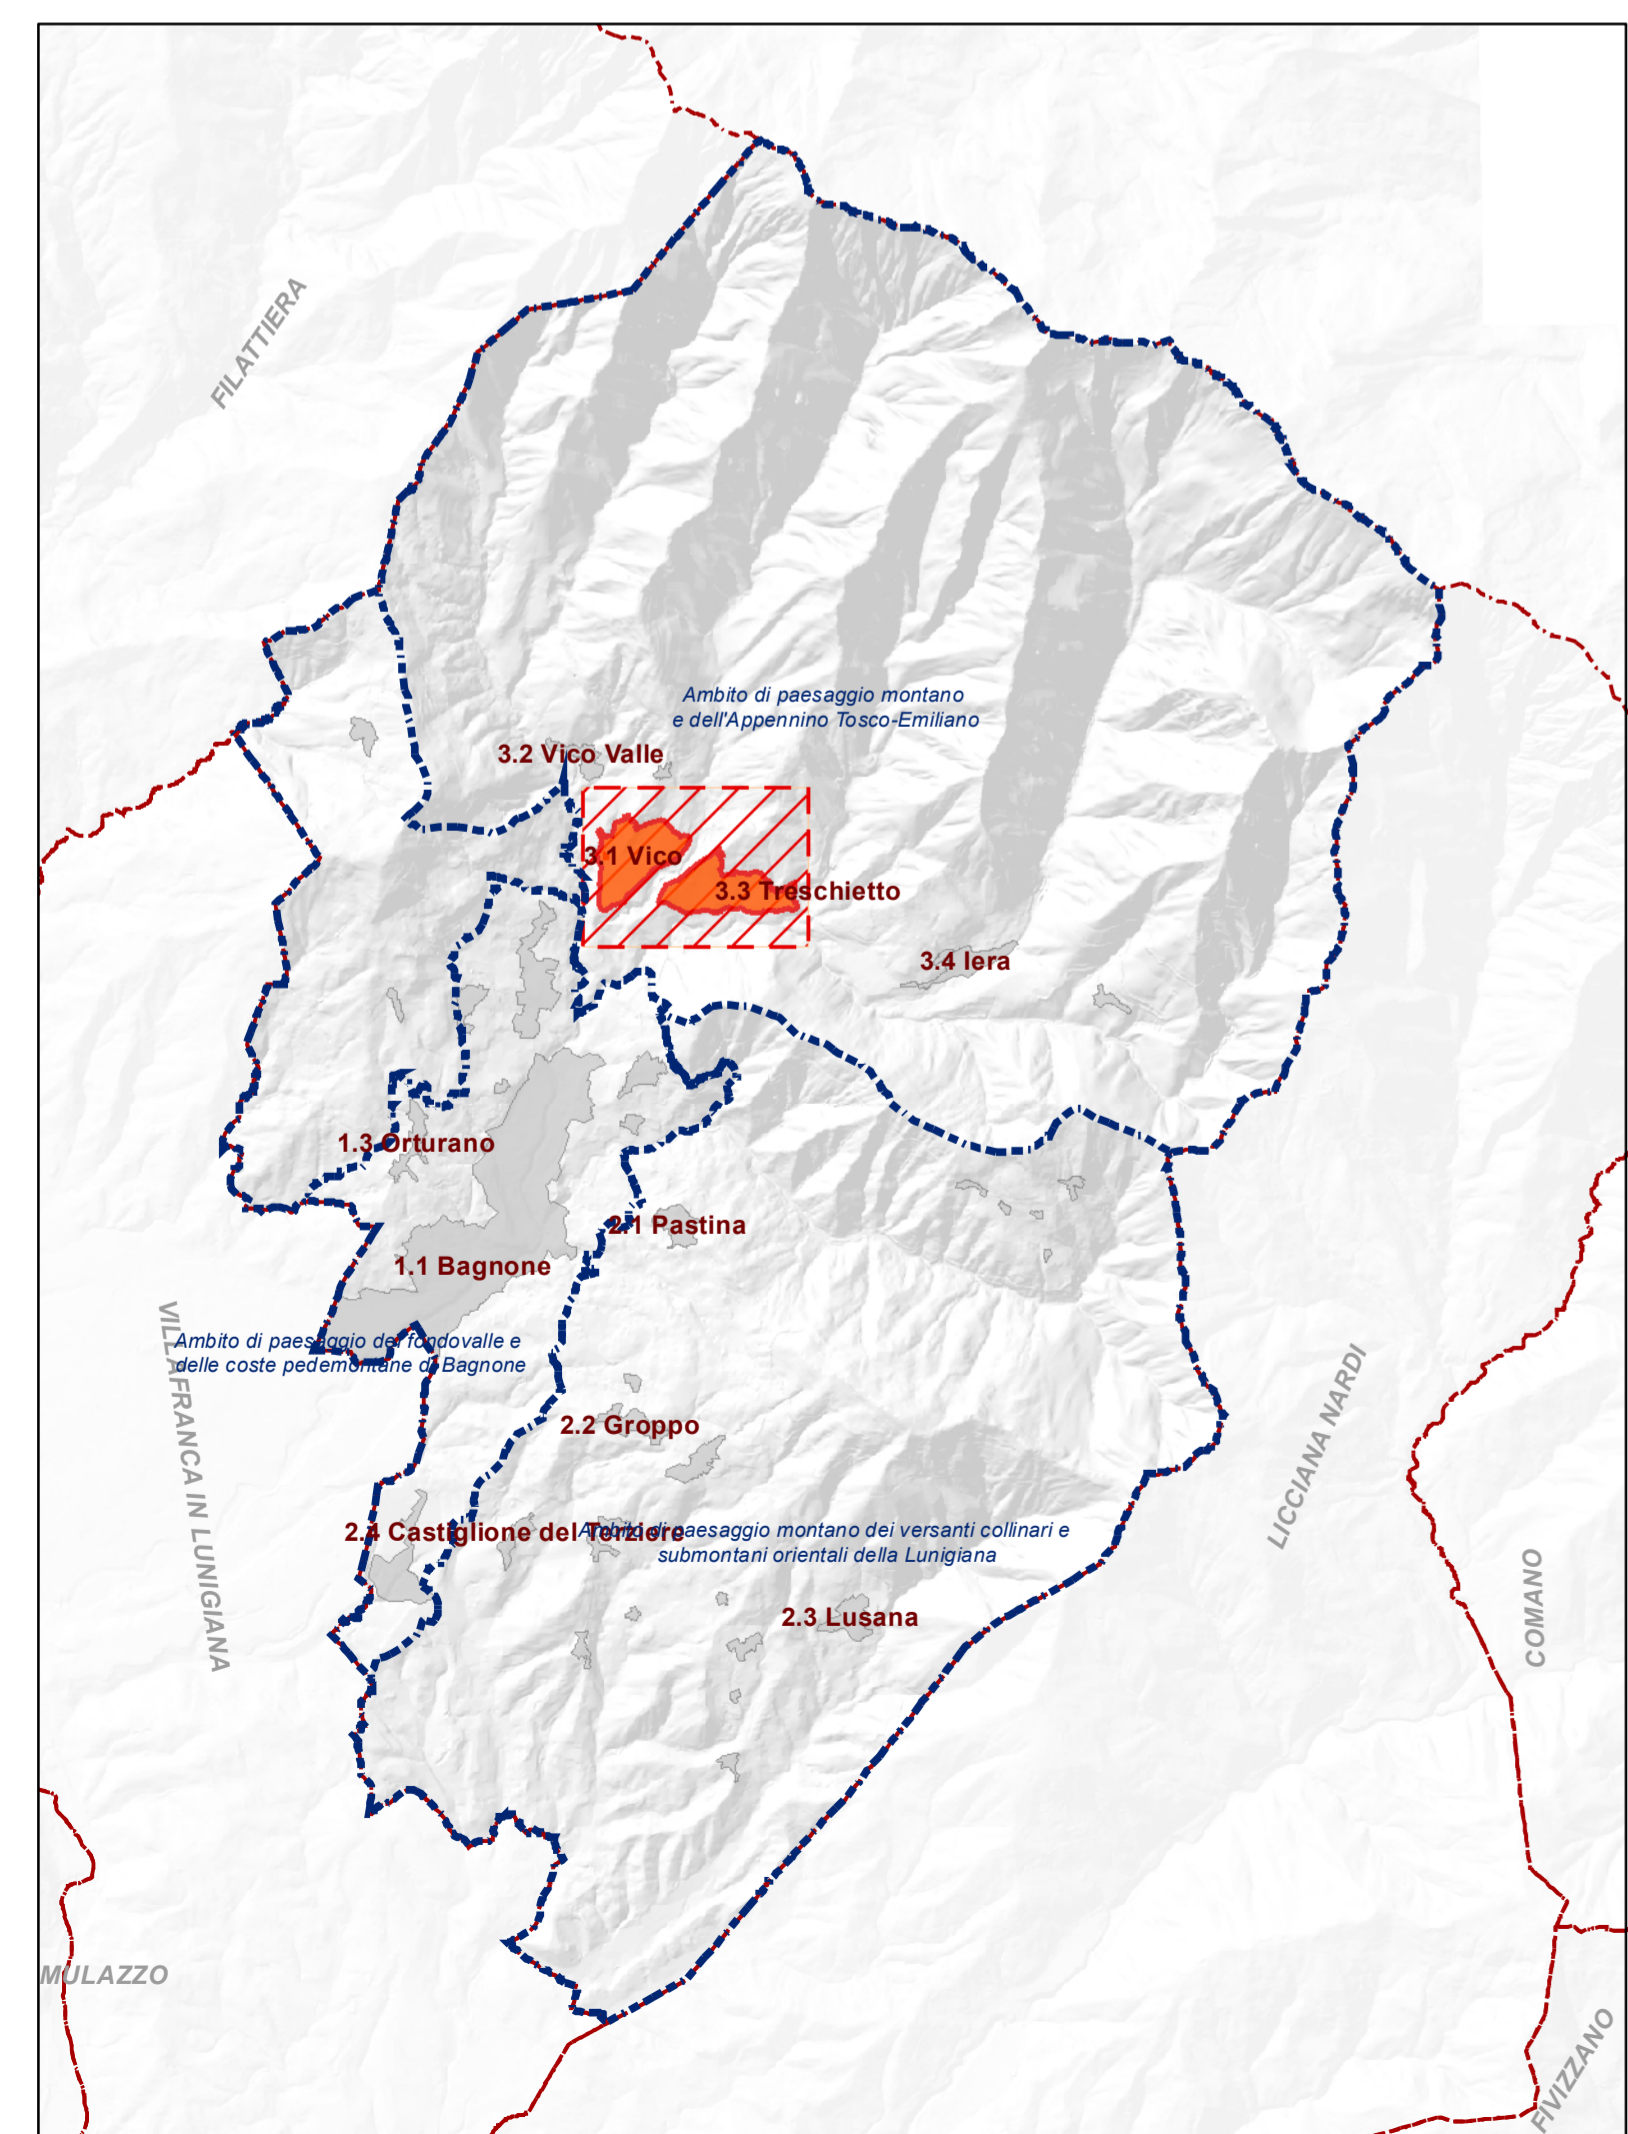 FILATTIERA
Ambito di paesaggio montano
e dell'Appennino Tosco-Emiliano
3.2 Vico Valle
3.1 Vico
3.3 Treschietto
3.4 Iera
1.3 Orturano
2.1 Pastina
1.1 Bagnone
Ambito di paesaggio dei fondovalle e
delle coste pedemontane di Bagnone
VILLAFRANCA IN LUNIGIANA
LICCIANA NARDI
2.2 Groppo
2.4 Castiglione del Terziere
Ambito di paesaggio montano dei versanti collinari e
submontani orientali della Lunigiana
COMANO
2.3 Lusana
MULAZZO
FIVIZZANO